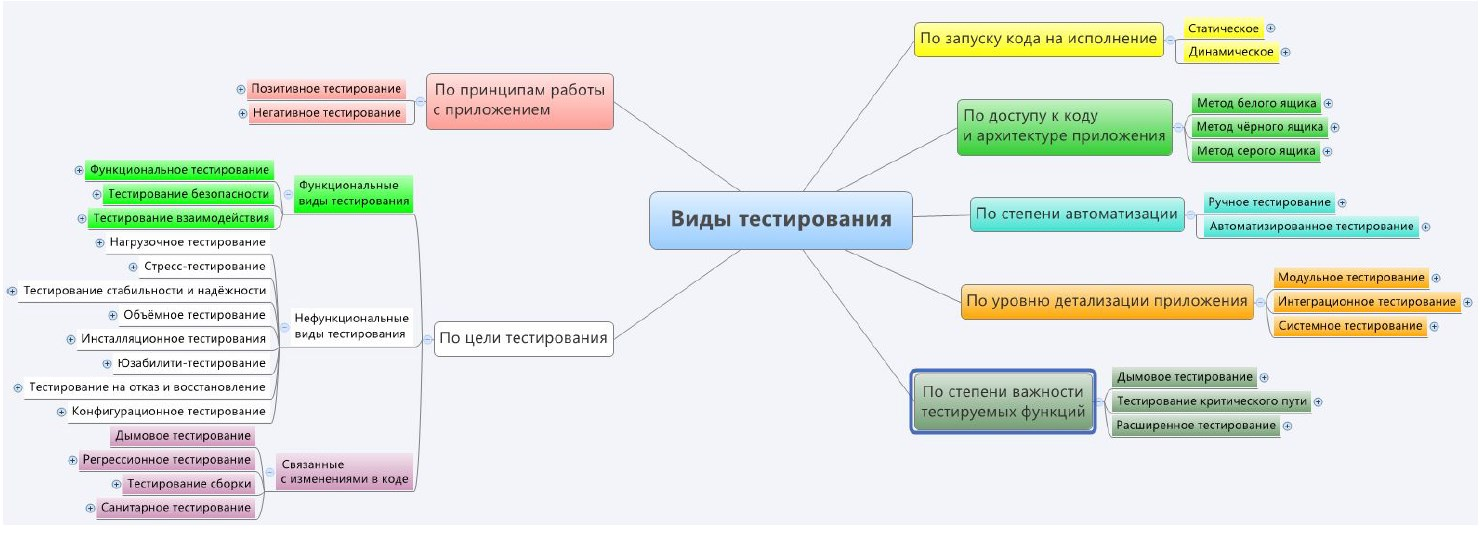 Виды тестирования
По запуску кода на исполнение
Статическое
Динамическое
По доступу к коду
и архитектуре приложения
Метод белого ящика
Метод чёрного ящика
Метод серого ящика
По степени автоматизации
Ручное тестирование
Автоматизированное тестирование
По уровню детализации приложения
Модульное тестирование
Интеграционное тестирование
Системное тестирование
По степени важности
тестируемых функций
Дымовое тестирование
Тестирование критического пути
Расширенное тестирование
По принципам работы
с приложением
Позитивное тестирование
Негативное тестирование
По цели тестирования
Функциональные
виды тестирования
Функциональное тестирование
Тестирование безопасности
Тестирование взаимодействия
Нефункциональные
виды тестирования
Нагрузочное тестирование
Стресс-тестирование
Тестирование стабильности и надёжности
Объёмное тестирование
Инсталляционное тестирования
Юзабилити-тестирование
Тестирование на отказ и восстановление
Конфигурационное тестирование
Связанные
с изменениями в коде
Дымовое тестирование
Регрессионное тестирование
Тестирование сборки
Санитарное тестирование